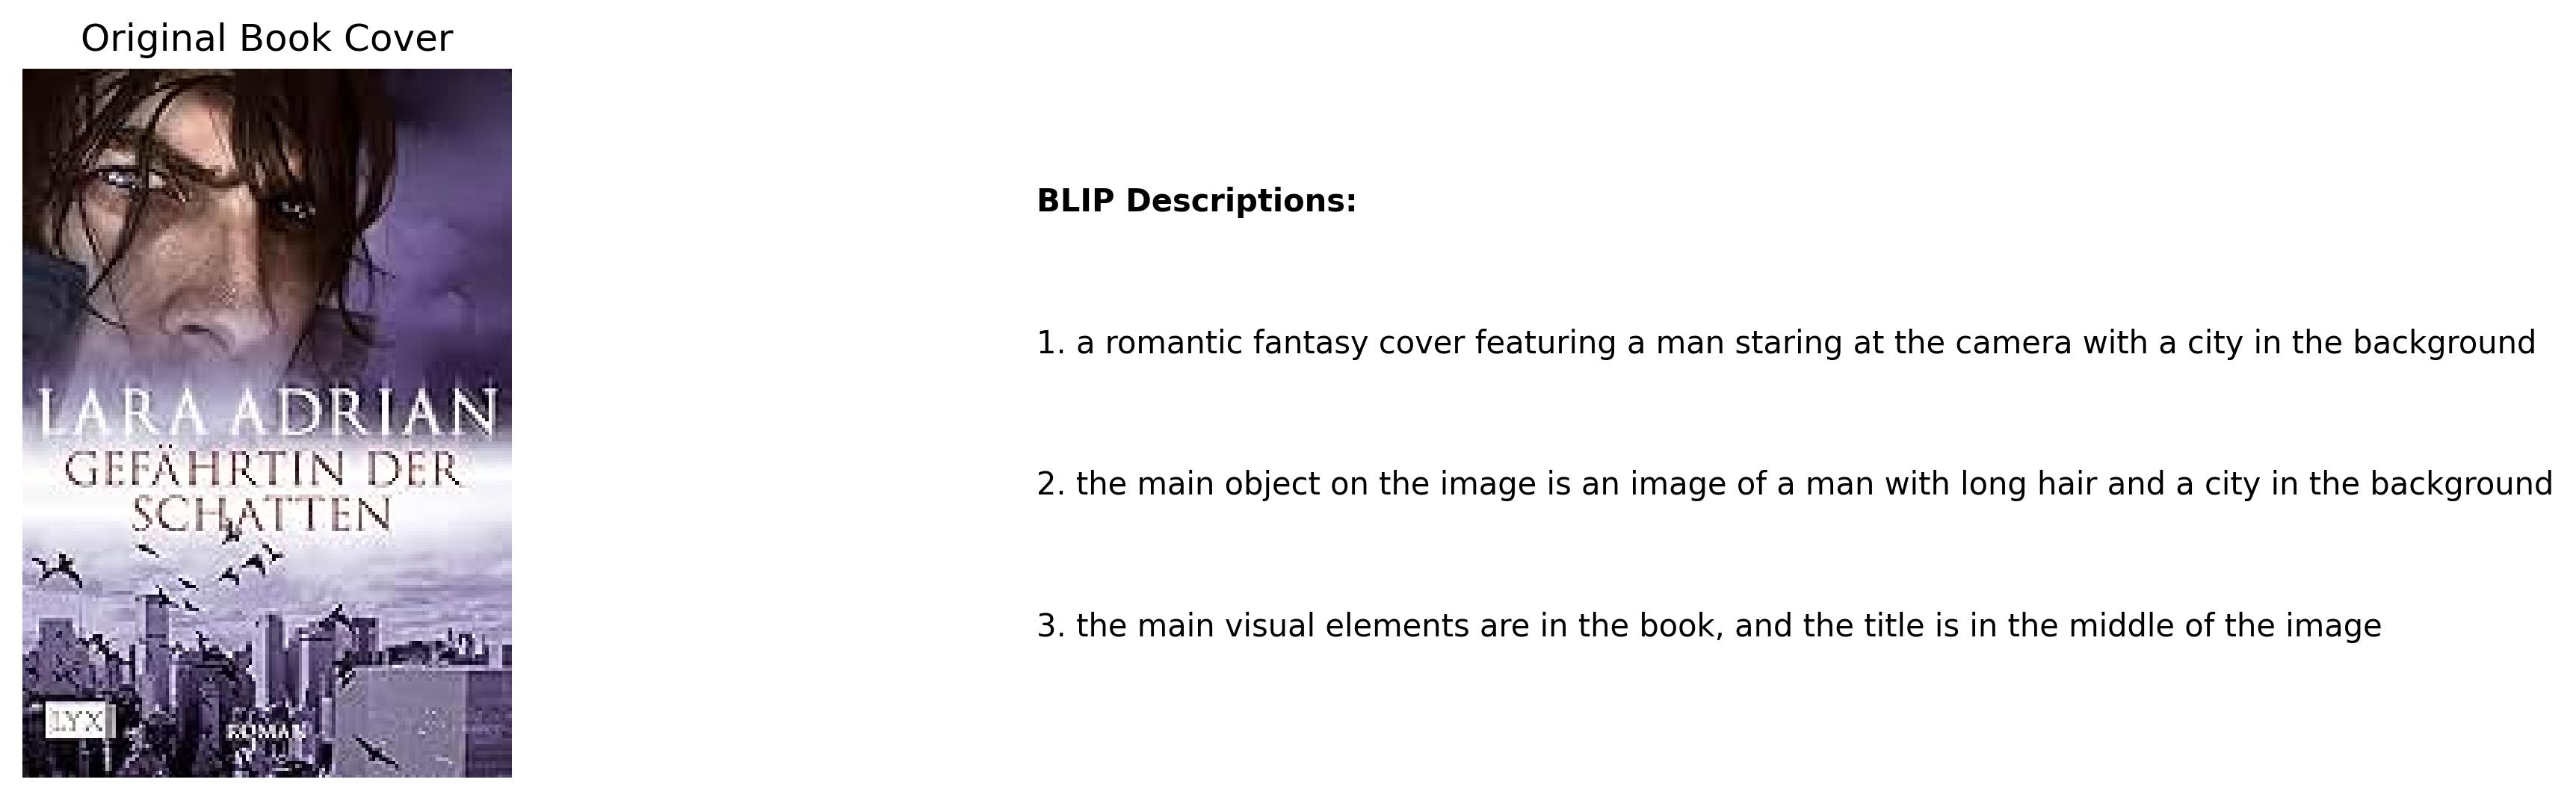 Original Book Cover
LARA ADRIAN
GEFÄHRTIN DER
SCHATTEN
LYX
ROMAN
BLIP Descriptions:
1. a romantic fantasy cover featuring a man staring at the camera with a city in the background
2. the main object on the image is an image of a man with long hair and a city in the background
3. the main visual elements are in the book, and the title is in the middle of the image